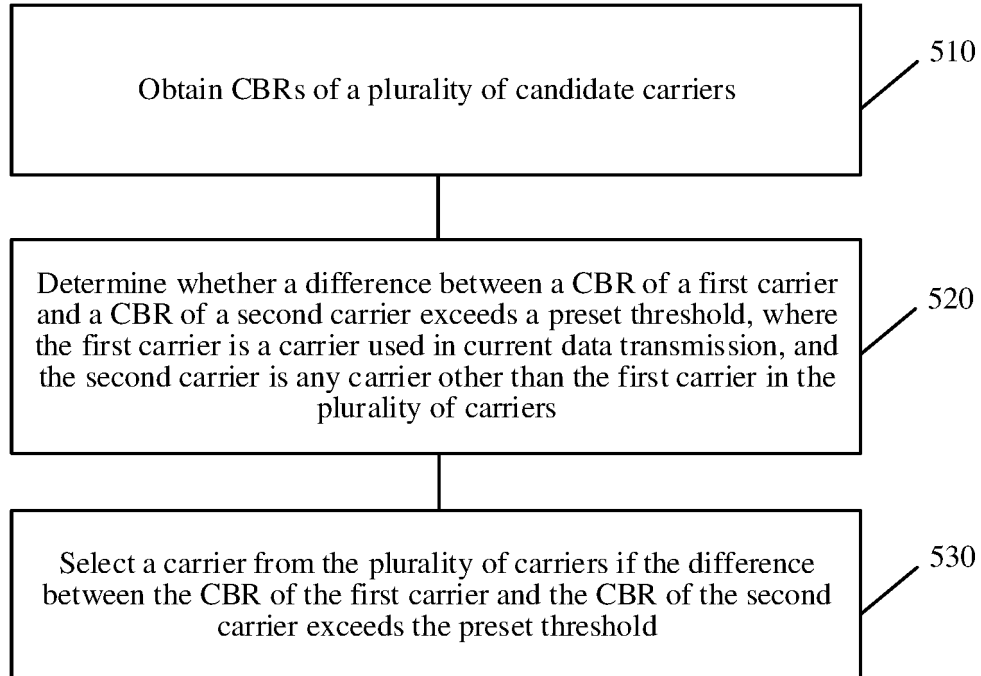 Obtain CBRs of a plurality of candidate carriers
510
Determine whether a difference between a CBR of a first carrier
and a CBR of a second carrier exceeds a preset threshold, where
the first carrier is a carrier used in current data transmission, and
the second carrier is any carrier other than the first carrier in the
plurality of carriers
520
Select a carrier from the plurality of carriers if the difference
between the CBR of the first carrier and the CBR of the second
carrier exceeds the preset threshold
530